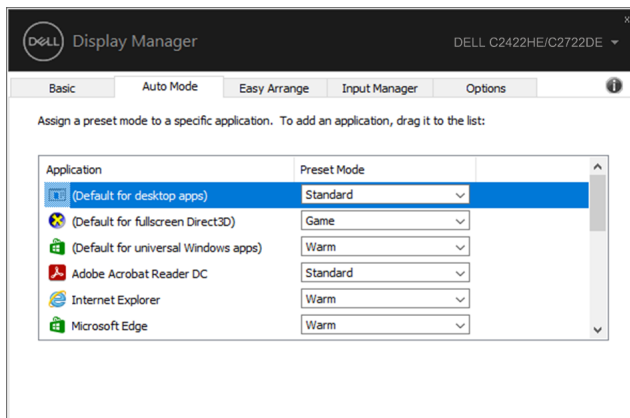 x
DELL Display Manager DELL C2422HE/C2722DE
Basic Auto Mode Easy Arrange Input Manager Options i
Assign a preset mode to a specific application. To add an application, drag it to the list:
Application Preset Mode
(Default for desktop apps) Standard
(Default for fullscreen Direct3D) Game
(Default for universal Windows apps) Warm
Adobe Acrobat Reader DC Standard
Internet Explorer Warm
Microsoft Edge Warm